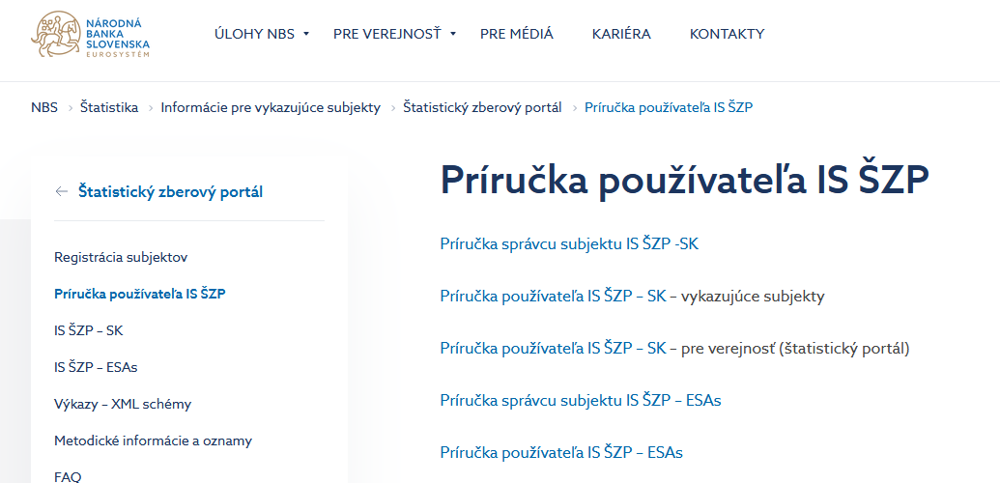 NÁRODNÁ
BANKA
SLOVENSKA
EUROSYSTÉM
ÚLOHY NBS
PRE VEREJNOSŤ
PRE MÉDIÁ
KARIÉRA
KONTAKTY
NBS > Štatistika > Informácie pre vykazujúce subjekty > Štatistický zberový portál > Príručka používateľa IS ŠZP
← Štatistický zberový portál
Registrácia subjektov
Príručka používateľa IS ŠZP
IS ŠZP – SK
IS ŠZP – ESAs
Výkazy – XML schémy
Metodické informácie a oznamy
FAQ
Príručka používateľa IS ŠZP
Príručka správcu subjektu IS ŠZP -SK
Príručka používateľa IS ŠZP – SK – vykazujúce subjekty
Príručka používateľa IS ŠZP – SK – pre verejnosť (štatistický portál)
Príručka správcu subjektu IS ŠZP – ESAs
Príručka používateľa IS ŠZP – ESAs